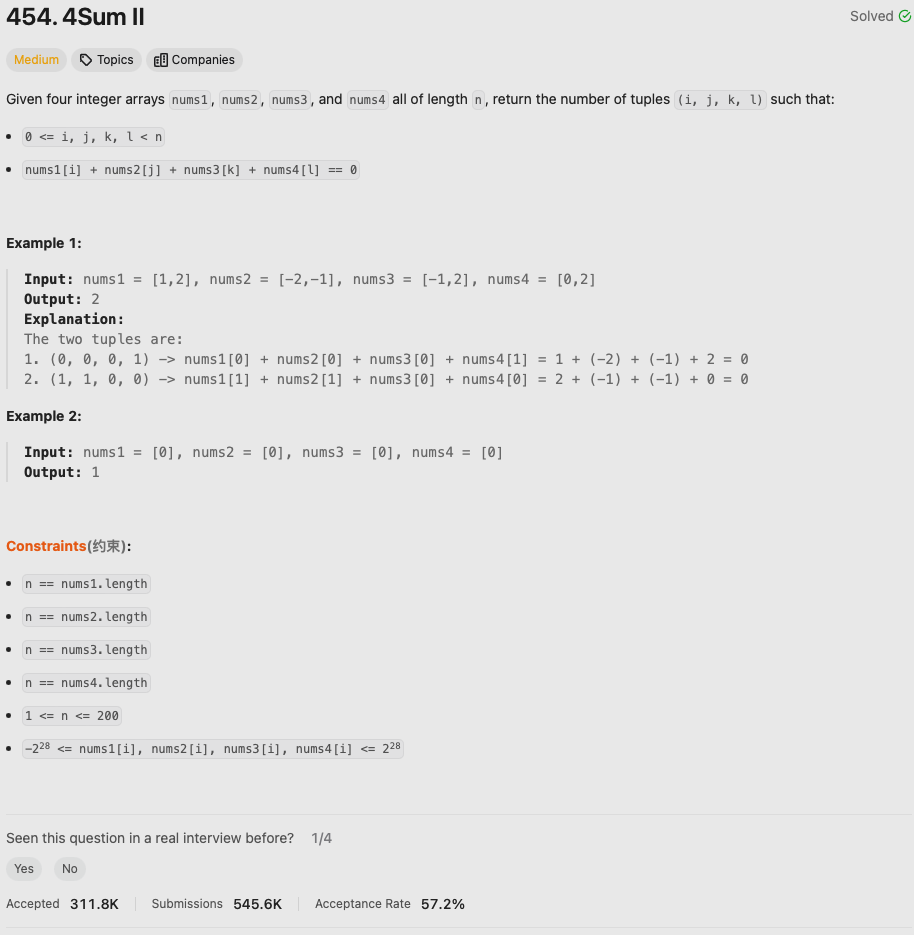 454. 4Sum II
Solved
Medium Topics Companies
Given four integer arrays nums1, nums2, nums3, and nums4 all of length n, return the number of tuples (i, j, k, l) such that:
• 0 <= i, j, k, l < n
• nums1[i] + nums2[j] + nums3[k] + nums4[l] == 0
Example 1:
Input: nums1 = [1,2], nums2 = [-2,-1], nums3 = [-1,2], nums4 = [0,2]
Output: 2
Explanation:
The two tuples are:
1. (0, 0, 0, 1) -> nums1[0] + nums2[0] + nums3[0] + nums4[1] = 1 + (-2) + (-1) + 2 = 0
2. (1, 1, 0, 0) -> nums1[1] + nums2[1] + nums3[0] + nums4[0] = 2 + (-1) + (-1) + 0 = 0
Example 2:
Input: nums1 = [0], nums2 = [0], nums3 = [0], nums4 = [0]
Output: 1
Constraints(约束):
• n == nums1.length
• n == nums2.length
• n == nums3.length
• n == nums4.length
• 1 <= n <= 200
• -2²⁸ <= nums1[i], nums2[i], nums3[i], nums4[i] <= 2²⁸
Seen this question in a real interview before? 1/4
Yes No
Accepted 311.8K Submissions 545.6K Acceptance Rate 57.2%